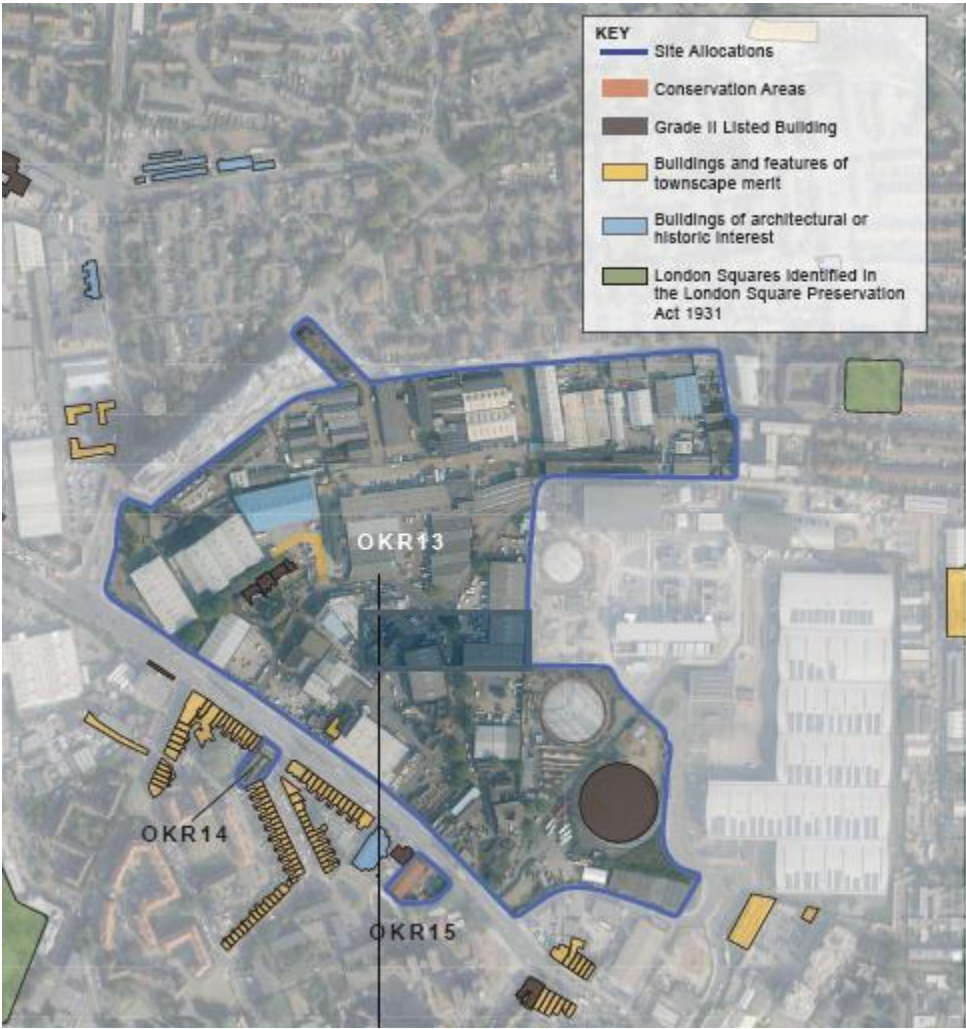 KEY
Site Allocations
Conservation Areas
Grade II Listed Building
Buildings and features of
townscape merit
Buildings of architectural or
historic interest
London Squares identified in
the London Square Preservation
Act 1931
OKR13
OKR14
OKR15